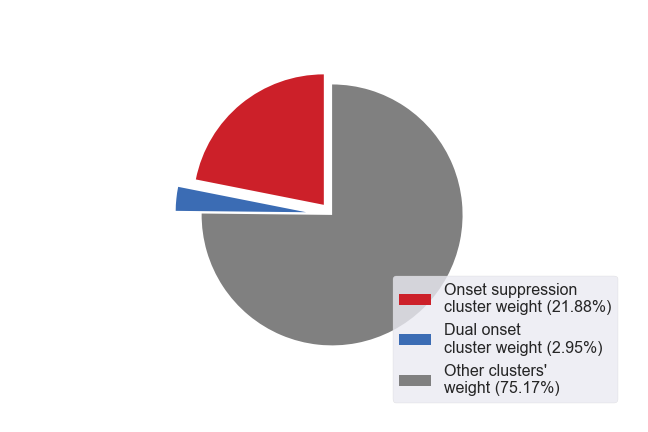 Onset suppression
cluster weight (21.88%)
Dual onset
cluster weight (2.95%)
Other clusters'
weight (75.17%)